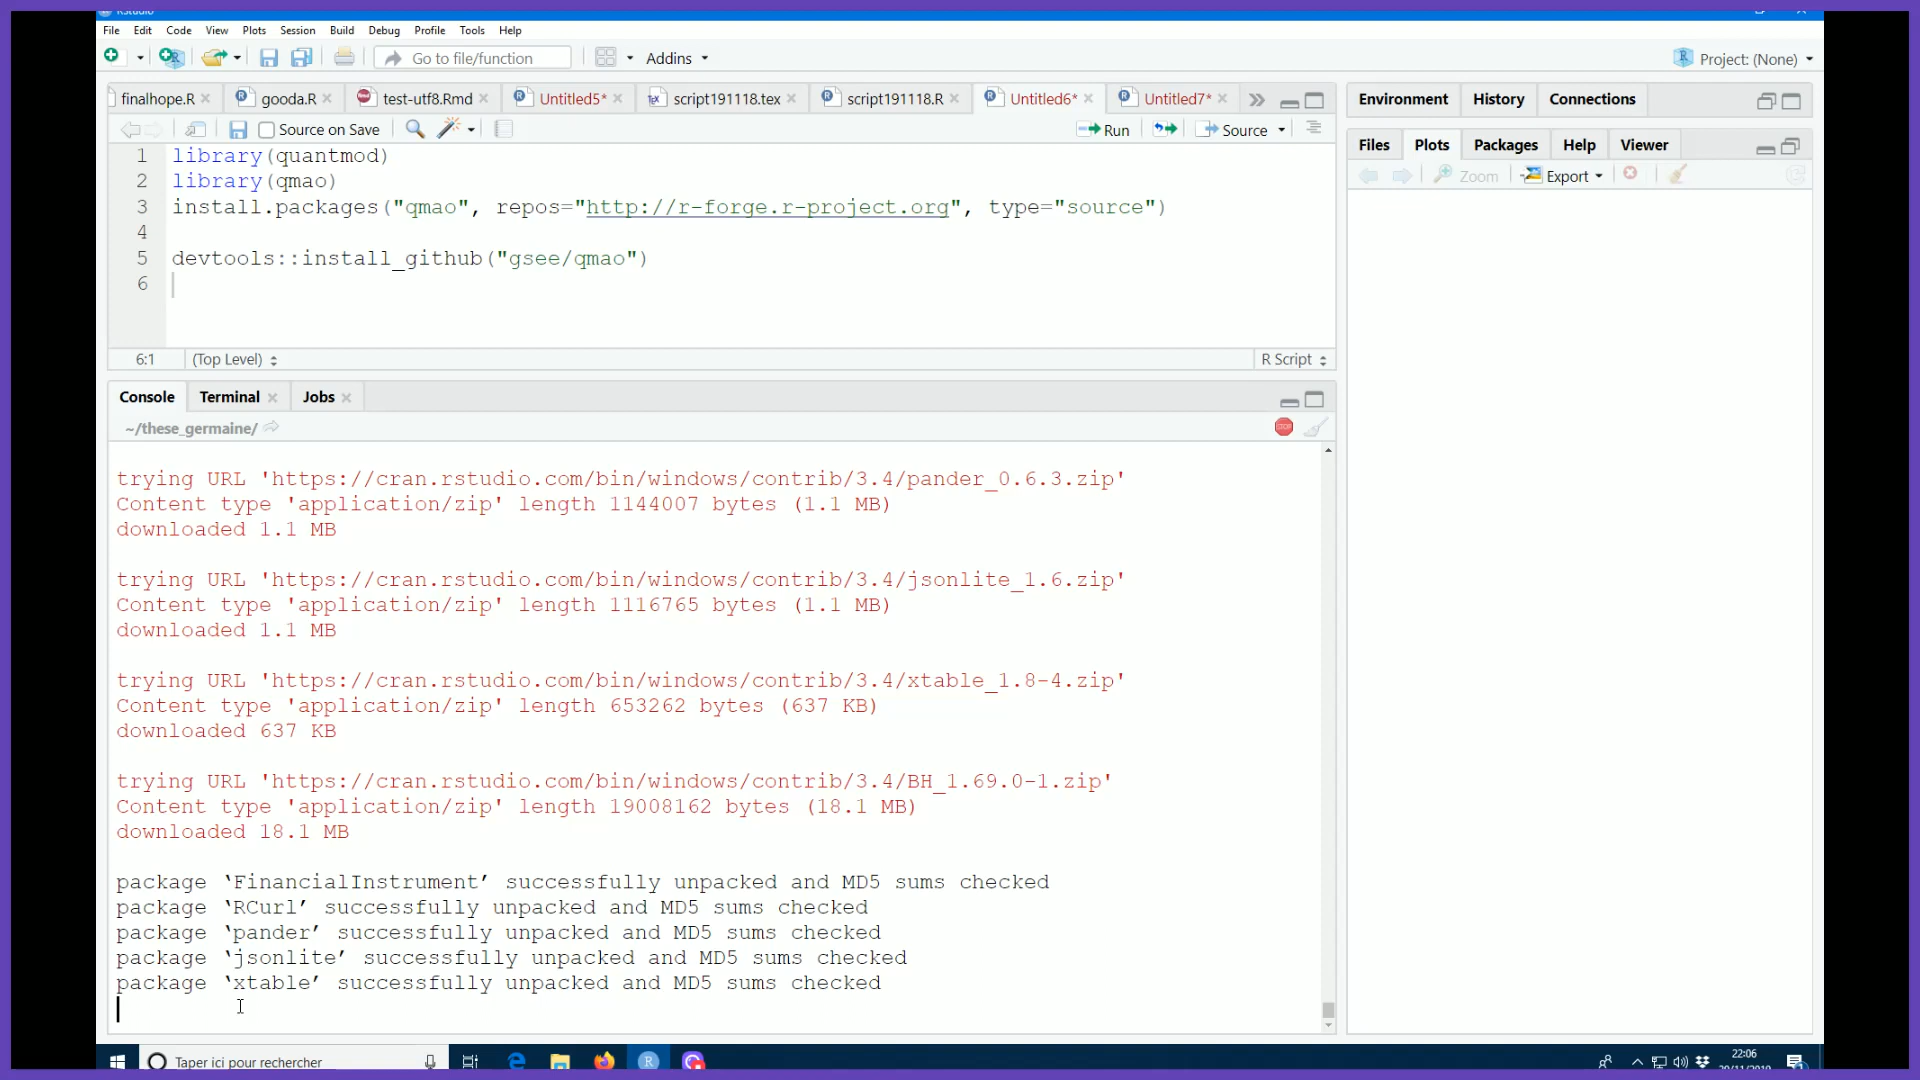 RStudio
File Edit Code View Plots Session Build Debug Profile Tools Help
Go to file/function Addins Project: (None)
finalhope.R gooda.R test-utf8.Rmd Untitled5* script191118.tex script191118.R Untitled6* Untitled7*
Source on Save Run Source
1 library(quantmod)
2 library(qmao)
3 install.packages("qmao", repos="http://r-forge.r-project.org", type="source")
4
5 devtools::install_github("gsee/qmao")
6
6:1 (Top Level) R Script
Console Terminal Jobs
~/these_germaine/
STOP
trying URL 'https://cran.rstudio.com/bin/windows/contrib/3.4/pander_0.6.3.zip'
Content type 'application/zip' length 1144007 bytes (1.1 MB)
downloaded 1.1 MB
trying URL 'https://cran.rstudio.com/bin/windows/contrib/3.4/jsonlite_1.6.zip'
Content type 'application/zip' length 1116765 bytes (1.1 MB)
downloaded 1.1 MB
trying URL 'https://cran.rstudio.com/bin/windows/contrib/3.4/xtable_1.8-4.zip'
Content type 'application/zip' length 653262 bytes (637 KB)
downloaded 637 KB
trying URL 'https://cran.rstudio.com/bin/windows/contrib/3.4/BH_1.69.0-1.zip'
Content type 'application/zip' length 19008162 bytes (18.1 MB)
downloaded 18.1 MB
package ‘FinancialInstrument’ successfully unpacked and MD5 sums checked
package ‘RCurl’ successfully unpacked and MD5 sums checked
package ‘pander’ successfully unpacked and MD5 sums checked
package ‘jsonlite’ successfully unpacked and MD5 sums checked
package ‘xtable’ successfully unpacked and MD5 sums checked
Environment History Connections
Files Plots Packages Help Viewer
Zoom Export
Taper ici pour rechercher
22:06